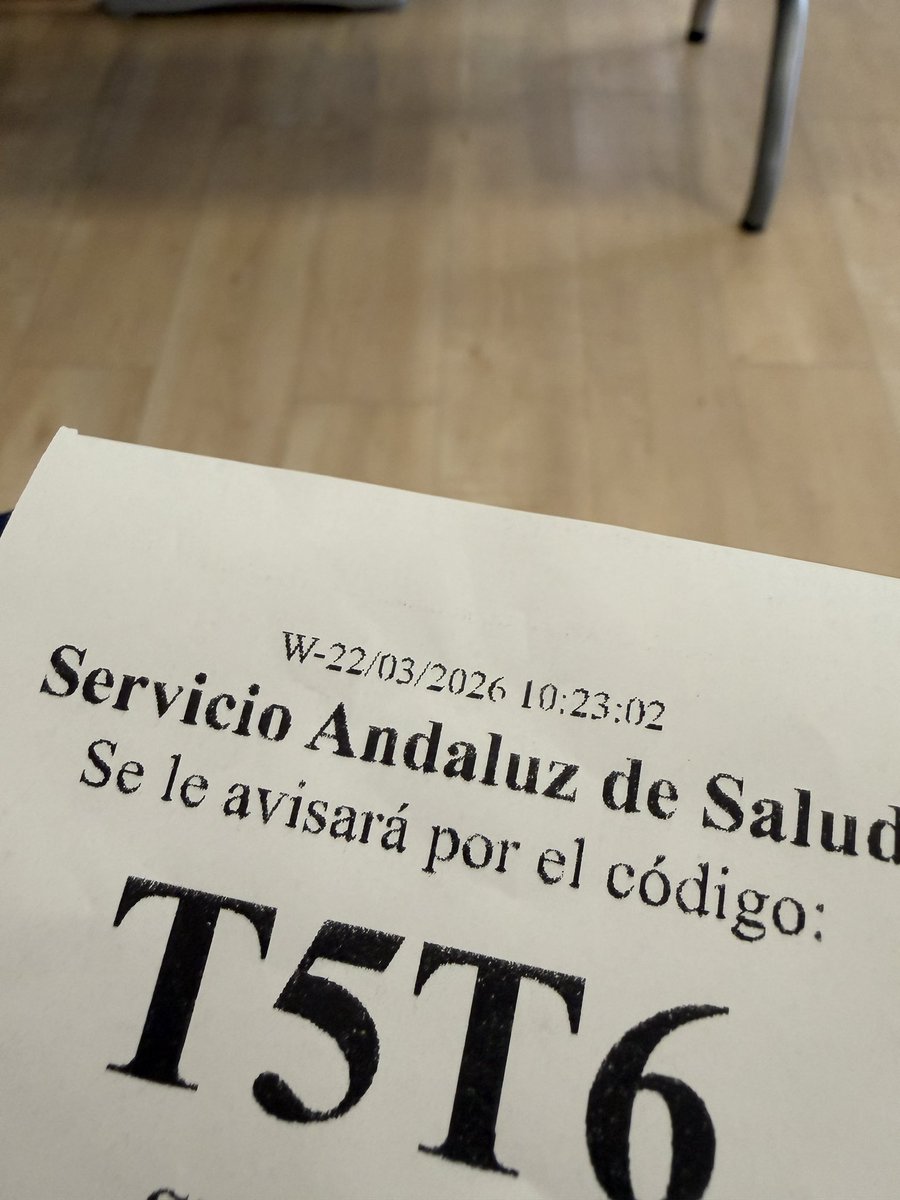 W-22/03/2026 10:23:02
Servicio Andaluz de Salud
Se le avisará por el código:
T5T6